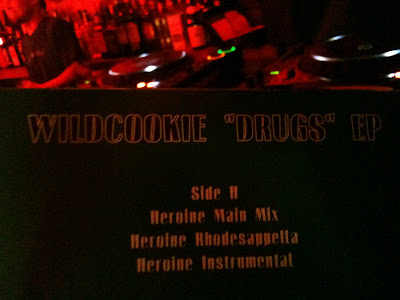 WILDCOOKIE "DRUGS" EP
Side H
Heroine Main Mix
Heroine Rhodesappella
Heroine Instrumental